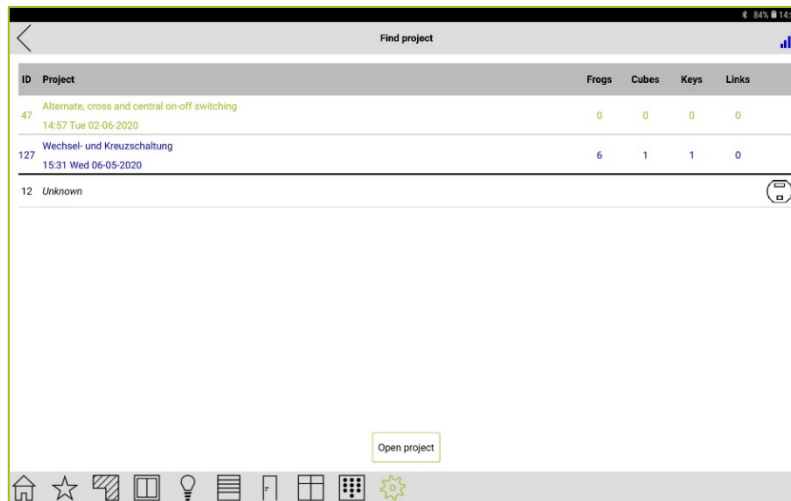 84% 14:
Find project
ID Project Frogs Cubes Keys Links
Alternate, cross and central on-off switching
47 0 0 0 0
14:57 Tue 02-06-2020
Wechsel- und Kreuzschaltung
127 6 1 1 0
15:31 Wed 06-05-2020
12 Unknown
Open project